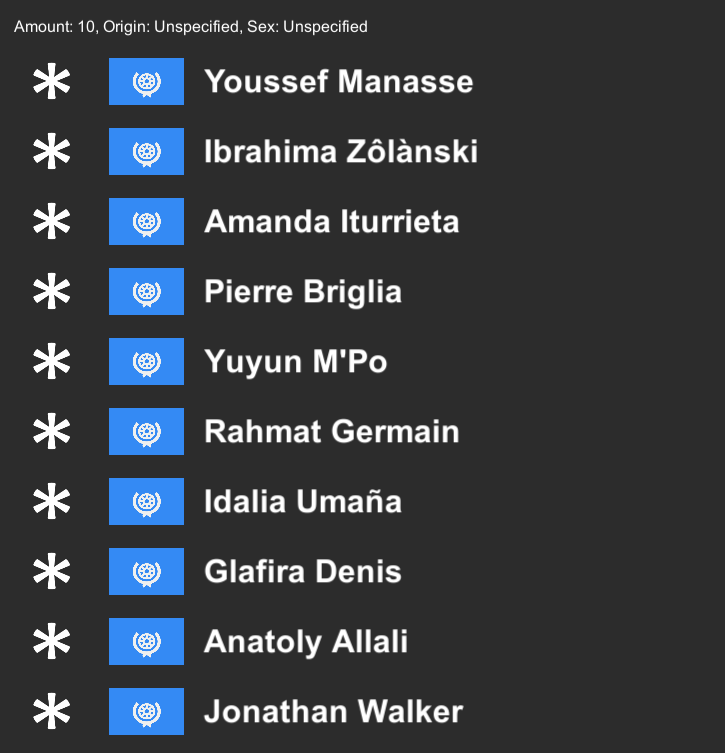 Amount: 10, Origin: Unspecified, Sex: Unspecified
Youssef Manasse
Ibrahima Zôlànski
Amanda Iturrieta
Pierre Briglia
Yuyun M'Po
Rahmat Germain
Idalia Umaña
Glafira Denis
Anatoly Allali
Jonathan Walker